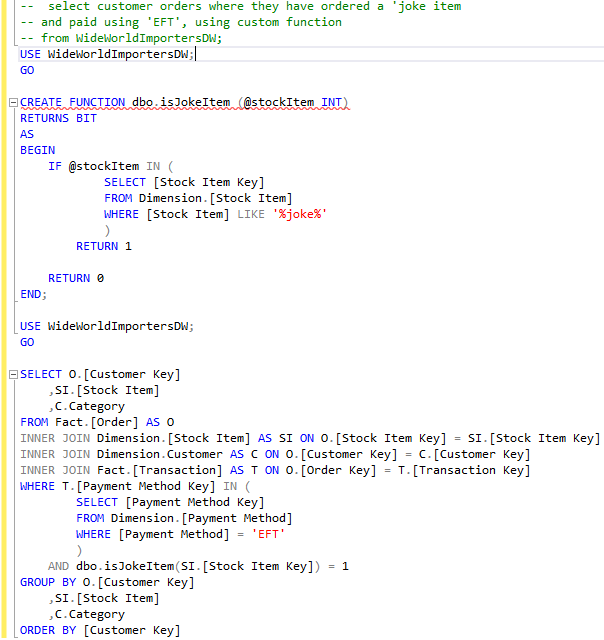 --  select customer orders where they have ordered a 'joke item
-- and paid using 'EFT', using custom function
-- from WideWorldImportersDW;
USE WideWorldImportersDW;
GO
CREATE FUNCTION dbo.isJokeItem (@stockItem INT)
RETURNS BIT
AS
BEGIN
    IF @stockItem IN (
            SELECT [Stock Item Key]
            FROM Dimension.[Stock Item]
            WHERE [Stock Item] LIKE '%joke%'
            )
        RETURN 1
    RETURN 0
END;
USE WideWorldImportersDW;
GO
SELECT O.[Customer Key]
    ,SI.[Stock Item]
    ,C.Category
FROM Fact.[Order] AS O
INNER JOIN Dimension.[Stock Item] AS SI ON O.[Stock Item Key] = SI.[Stock Item Key]
INNER JOIN Dimension.Customer AS C ON O.[Customer Key] = C.[Customer Key]
INNER JOIN Fact.[Transaction] AS T ON O.[Order Key] = T.[Transaction Key]
WHERE T.[Payment Method Key] IN (
        SELECT [Payment Method Key]
        FROM Dimension.[Payment Method]
        WHERE [Payment Method] = 'EFT'
        )
    AND dbo.isJokeItem(SI.[Stock Item Key]) = 1
GROUP BY O.[Customer Key]
    ,SI.[Stock Item]
    ,C.Category
ORDER BY [Customer Key]